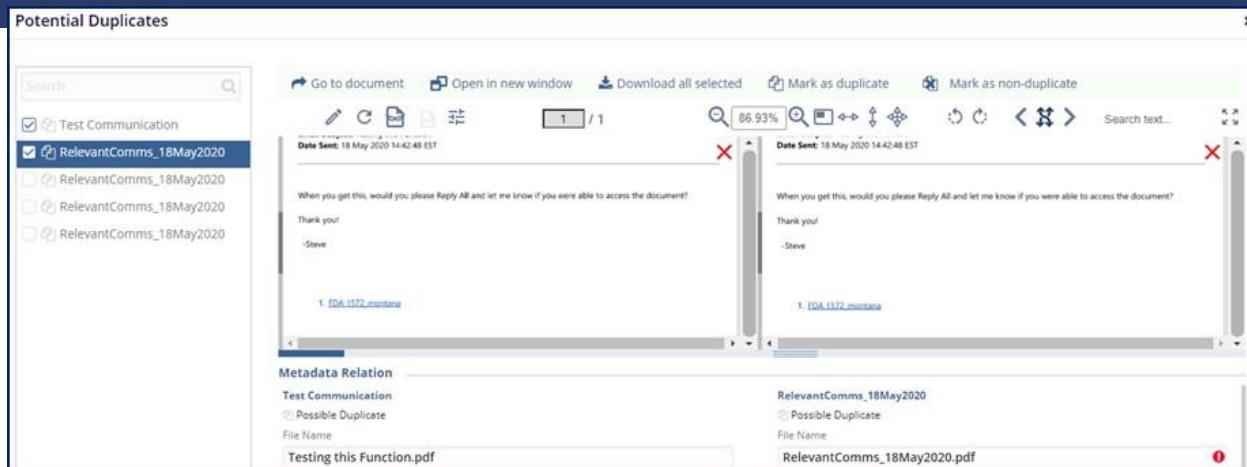 Potential Duplicates
Search
Go to document Open in new window Download all selected Mark as duplicate Mark as non-duplicate
1 / 1 86.93% Search text...
Test Communication
RelevantComms_18May2020
RelevantComms_18May2020
RelevantComms_18May2020
RelevantComms_18May2020
Date Sent: 18 May 2020 14:42:48 EST
When you get this, would you please Reply All and let me know if you were able to access the document?
Thank you!
-Steve
1. FDA 1572_montana
Date Sent: 18 May 2020 14:42:48 EST
When you get this, would you please Reply All and let me know if you were able to access the document?
Thank you!
-Steve
1. FDA 1572_montana
Metadata Relation
Test Communication
Possible Duplicate
File Name
Testing this Function.pdf
RelevantComms_18May2020
Possible Duplicate
File Name
RelevantComms_18May2020.pdf